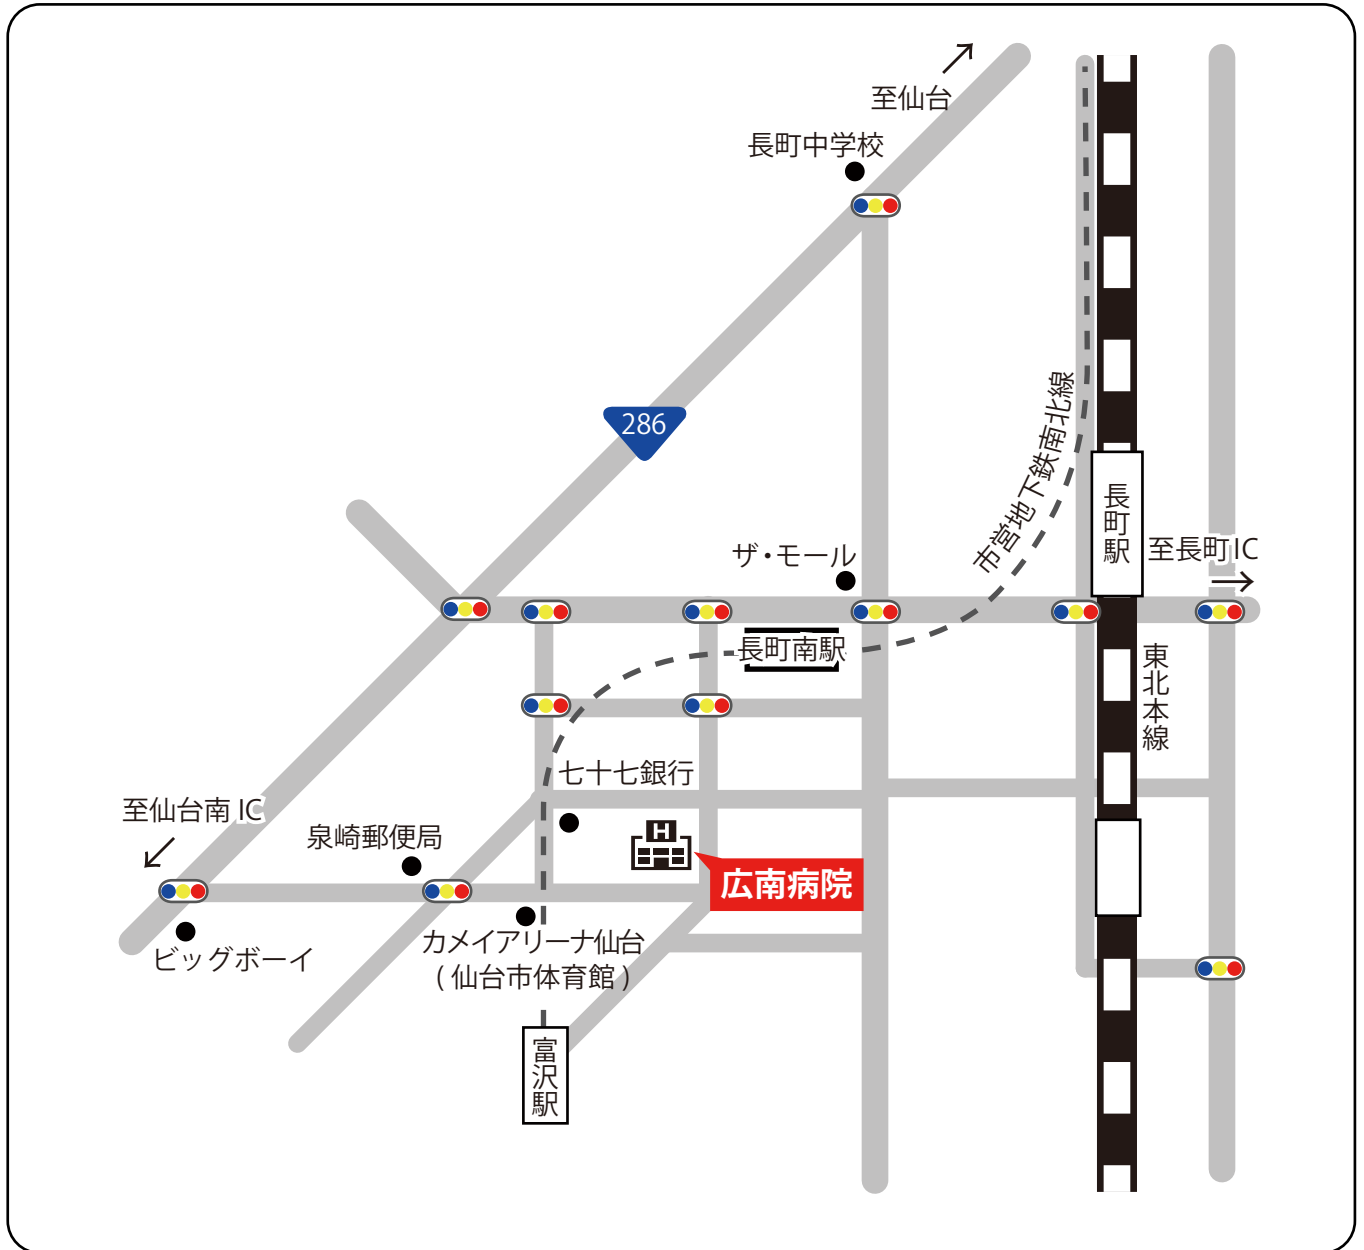 至仙台
長町中学校
286
市営地下鉄南北線
長町駅
ザ・モール
至長町 IC
長町南駅
東北本線
七十七銀行
至仙台南 IC
泉崎郵便局
H
広南病院
カメイアリーナ仙台
( 仙台市体育館 )
ビッグボーイ
富沢駅